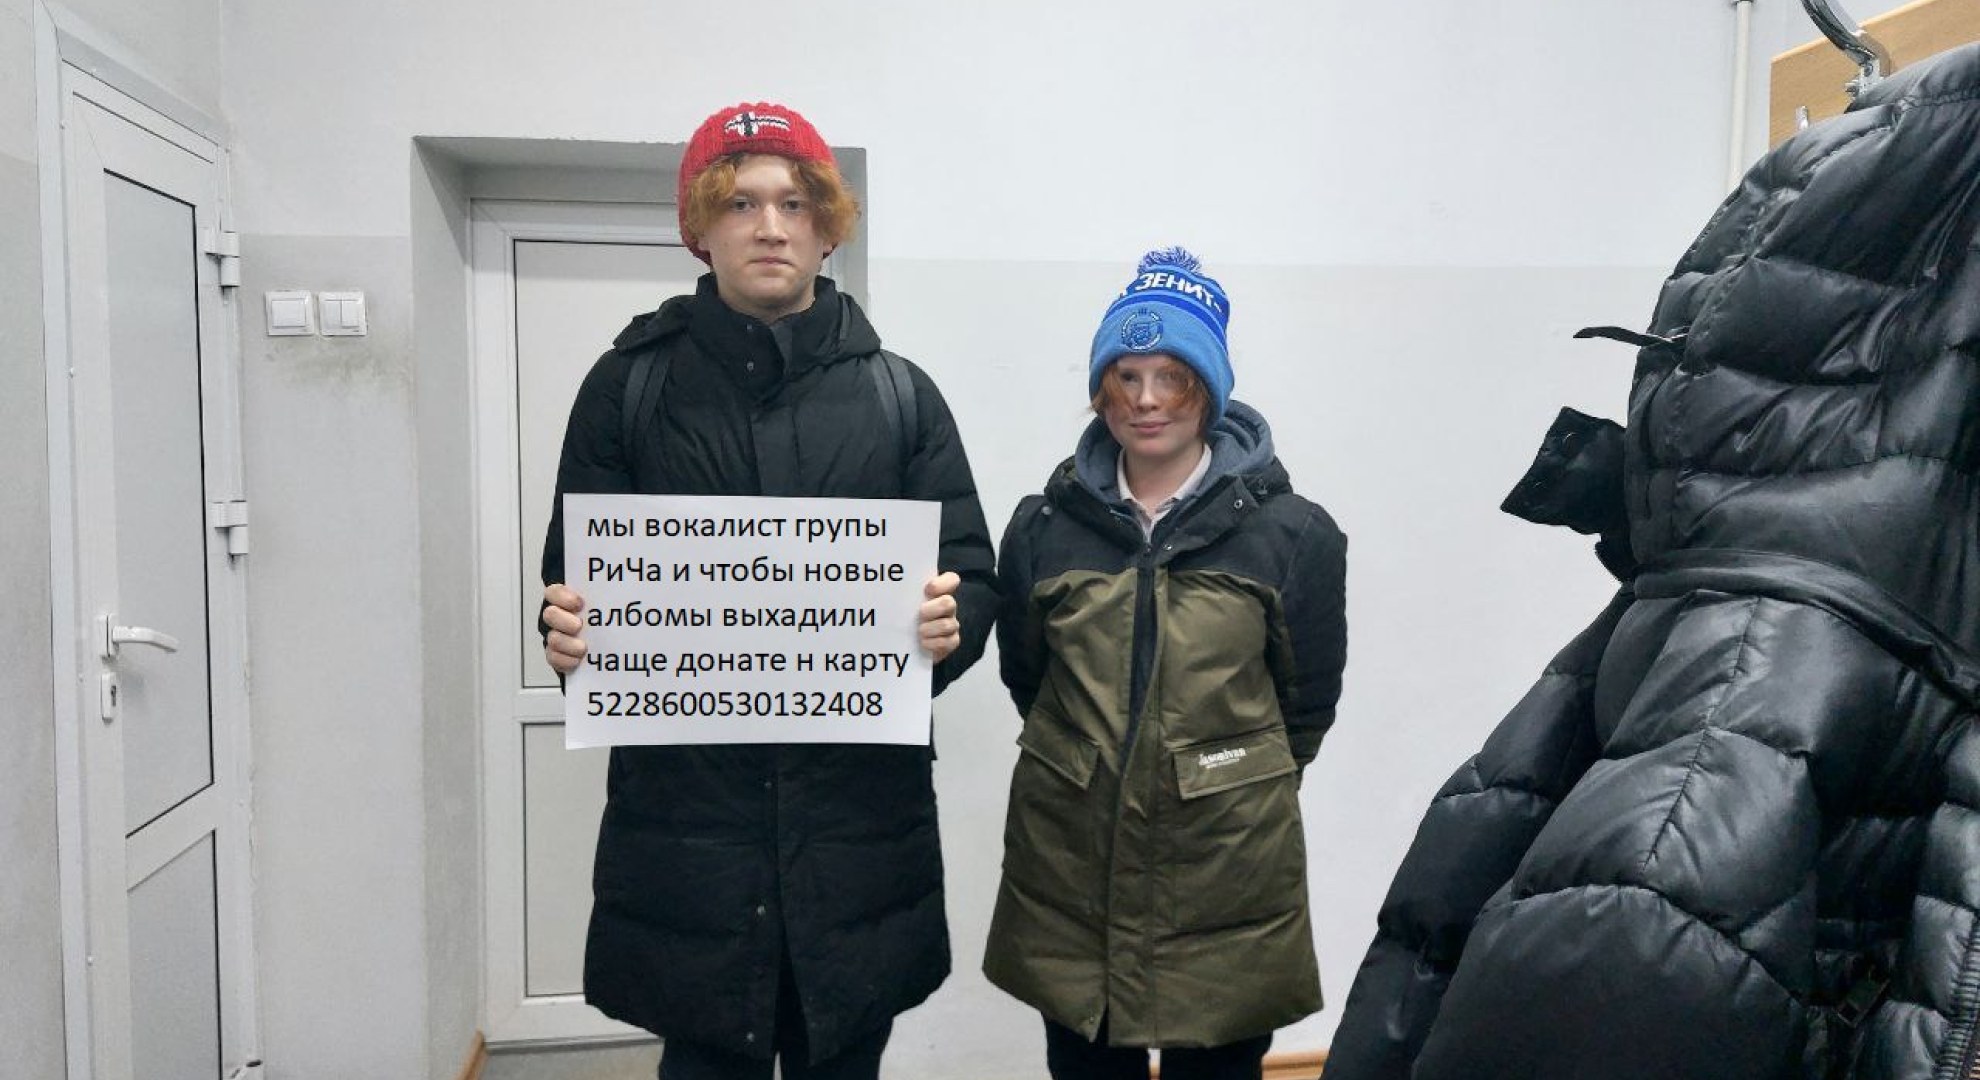 ЗЕНИТ
мы вокалист групы
РиЧа и чтобы новые
албомы выхадили
чаще донате н карту
5228600530132408